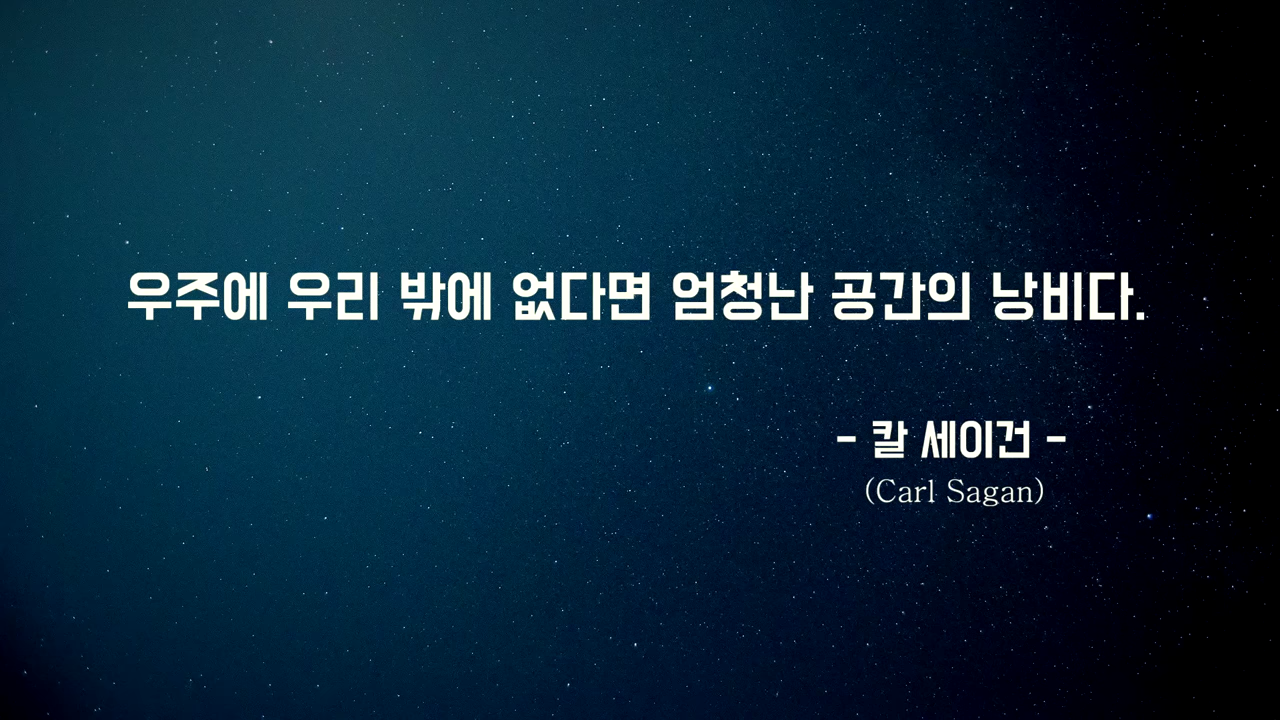 우주에 우리 밖에 없다면 엄청난 공간의 낭비다.
- 칼 세이건 -
(Carl Sagan)